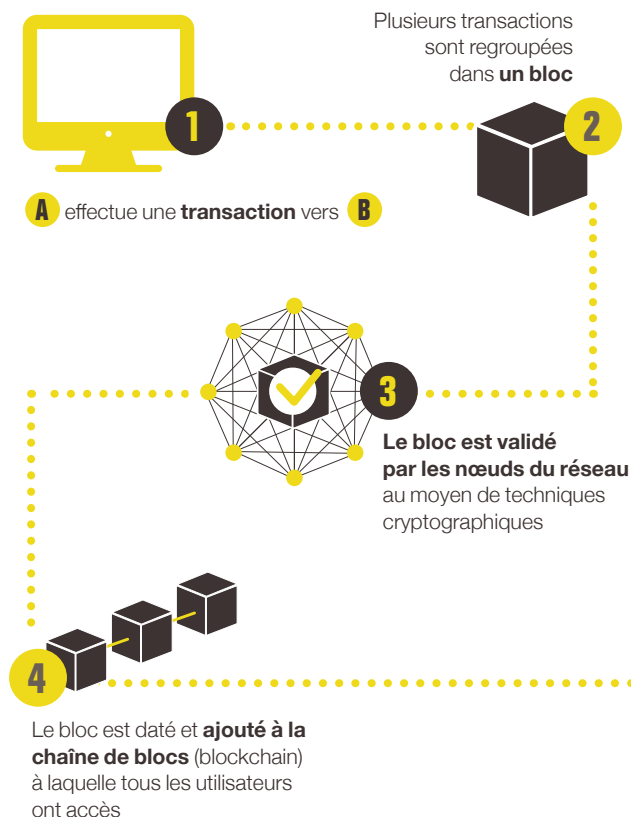 1
A effectue une transaction vers B
Plusieurs transactions
sont regroupées
dans un bloc
2
3
Le bloc est validé
par les nœuds du réseau
au moyen de techniques
cryptographiques
4
Le bloc est daté et ajouté à la
chaîne de blocs (blockchain)
à laquelle tous les utilisateurs
ont accès